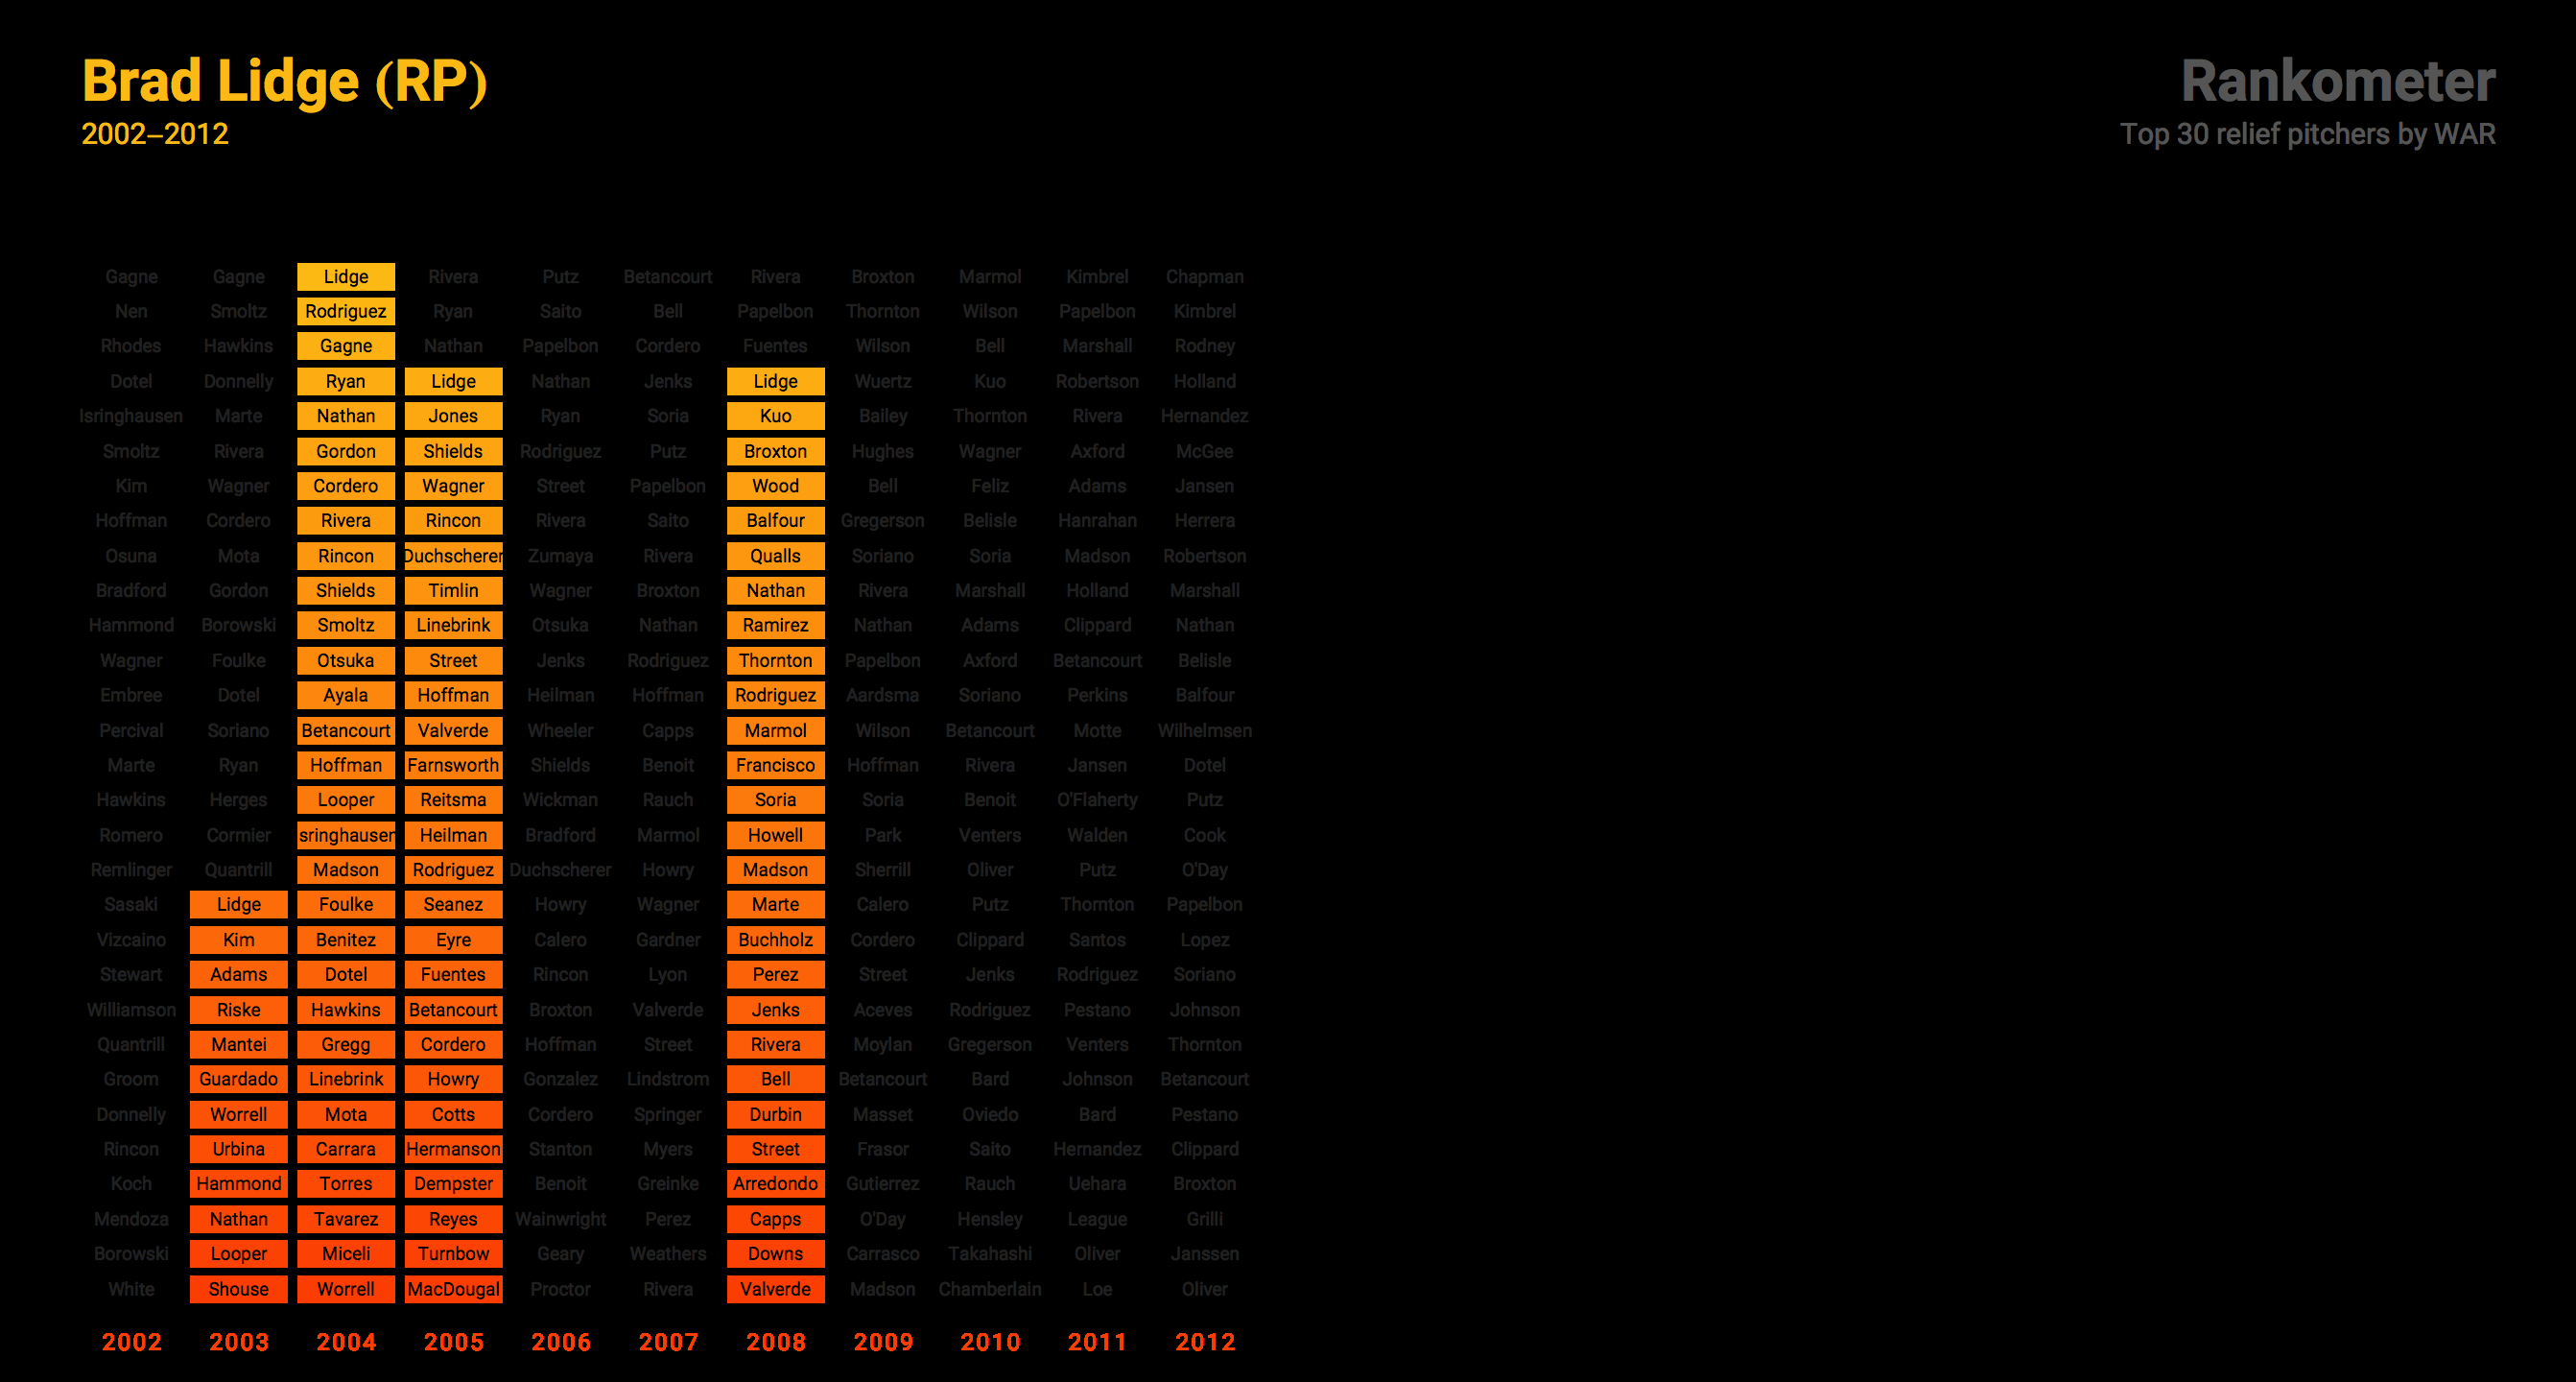 Brad Lidge (RP)
2002–2012
Rankometer
Top 30 relief pitchers by WAR
Gagne Gagne Lidge Rivera Putz Betancourt Rivera Broxton Marmol Kimbrel Chapman
Nen Smoltz Rodriguez Ryan Saito Bell Papelbon Thornton Wilson Papelbon Kimbrel
Rhodes Hawkins Gagne Nathan Papelbon Cordero Fuentes Wilson Bell Marshall Rodney
Dotel Donnelly Ryan Lidge Nathan Jenks Lidge Wuertz Kuo Robertson Holland
Isringhausen Marte Nathan Jones Ryan Soria Kuo Bailey Thornton Rivera Hernandez
Smoltz Rivera Gordon Shields Rodriguez Putz Broxton Hughes Wagner Axford McGee
Kim Wagner Cordero Wagner Street Papelbon Wood Bell Feliz Adams Jansen
Hoffman Cordero Rivera Rincon Rivera Saito Balfour Gregerson Belisle Hanrahan Herrera
Osuna Mota Rincon Duchscherer Zumaya Rivera Qualls Soriano Soria Madson Robertson
Bradford Gordon Shields Timlin Wagner Broxton Nathan Rivera Marshall Holland Marshall
Hammond Borowski Smoltz Linebrink Otsuka Nathan Ramirez Nathan Adams Clippard Nathan
Wagner Foulke Otsuka Street Jenks Rodriguez Thornton Papelbon Axford Betancourt Belisle
Embree Dotel Ayala Hoffman Heilman Hoffman Rodriguez Aardsma Soriano Perkins Balfour
Percival Soriano Betancourt Valverde Wheeler Capps Marmol Wilson Betancourt Motte Wilhelmsen
Marte Ryan Hoffman Farnsworth Shields Benoit Francisco Hoffman Rivera Jansen Dotel
Hawkins Herges Looper Reitsma Wickman Rauch Soria Soria Benoit O'Flaherty Putz
Romero Cormier sringhausen Heilman Bradford Marmol Howell Park Venters Walden Cook
Remlinger Quantrill Madson Rodriguez Duchscherer Howry Madson Sherrill Oliver Putz O'Day
Sasaki Lidge Foulke Seanez Howry Wagner Marte Calero Putz Thornton Papelbon
Vizcaino Kim Benitez Eyre Calero Gardner Buchholz Cordero Clippard Santos Lopez
Stewart Adams Dotel Fuentes Rincon Lyon Perez Street Jenks Rodriguez Soriano
Williamson Riske Hawkins Betancourt Broxton Valverde Jenks Aceves Rodriguez Pestano Johnson
Quantrill Mantei Gregg Cordero Hoffman Street Rivera Moylan Gregerson Venters Thornton
Groom Guardado Linebrink Howry Gonzalez Lindstrom Bell Betancourt Bard Johnson Betancourt
Donnelly Worrell Mota Cotts Cordero Springer Durbin Masset Oviedo Bard Pestano
Rincon Urbina Carrara Hermanson Stanton Myers Street Frasor Saito Hernandez Clippard
Koch Hammond Torres Dempster Benoit Greinke Arredondo Gutierrez Rauch Uehara Broxton
Mendoza Nathan Tavarez Reyes Wainwright Perez Capps O'Day Hensley League Grilli
Borowski Looper Miceli Turnbow Geary Weathers Downs Carrasco Takahashi Oliver Janssen
White Shouse Worrell MacDougal Proctor Rivera Valverde Madson Chamberlain Loe Oliver
2002 2003 2004 2005 2006 2007 2008 2009 2010 2011 2012